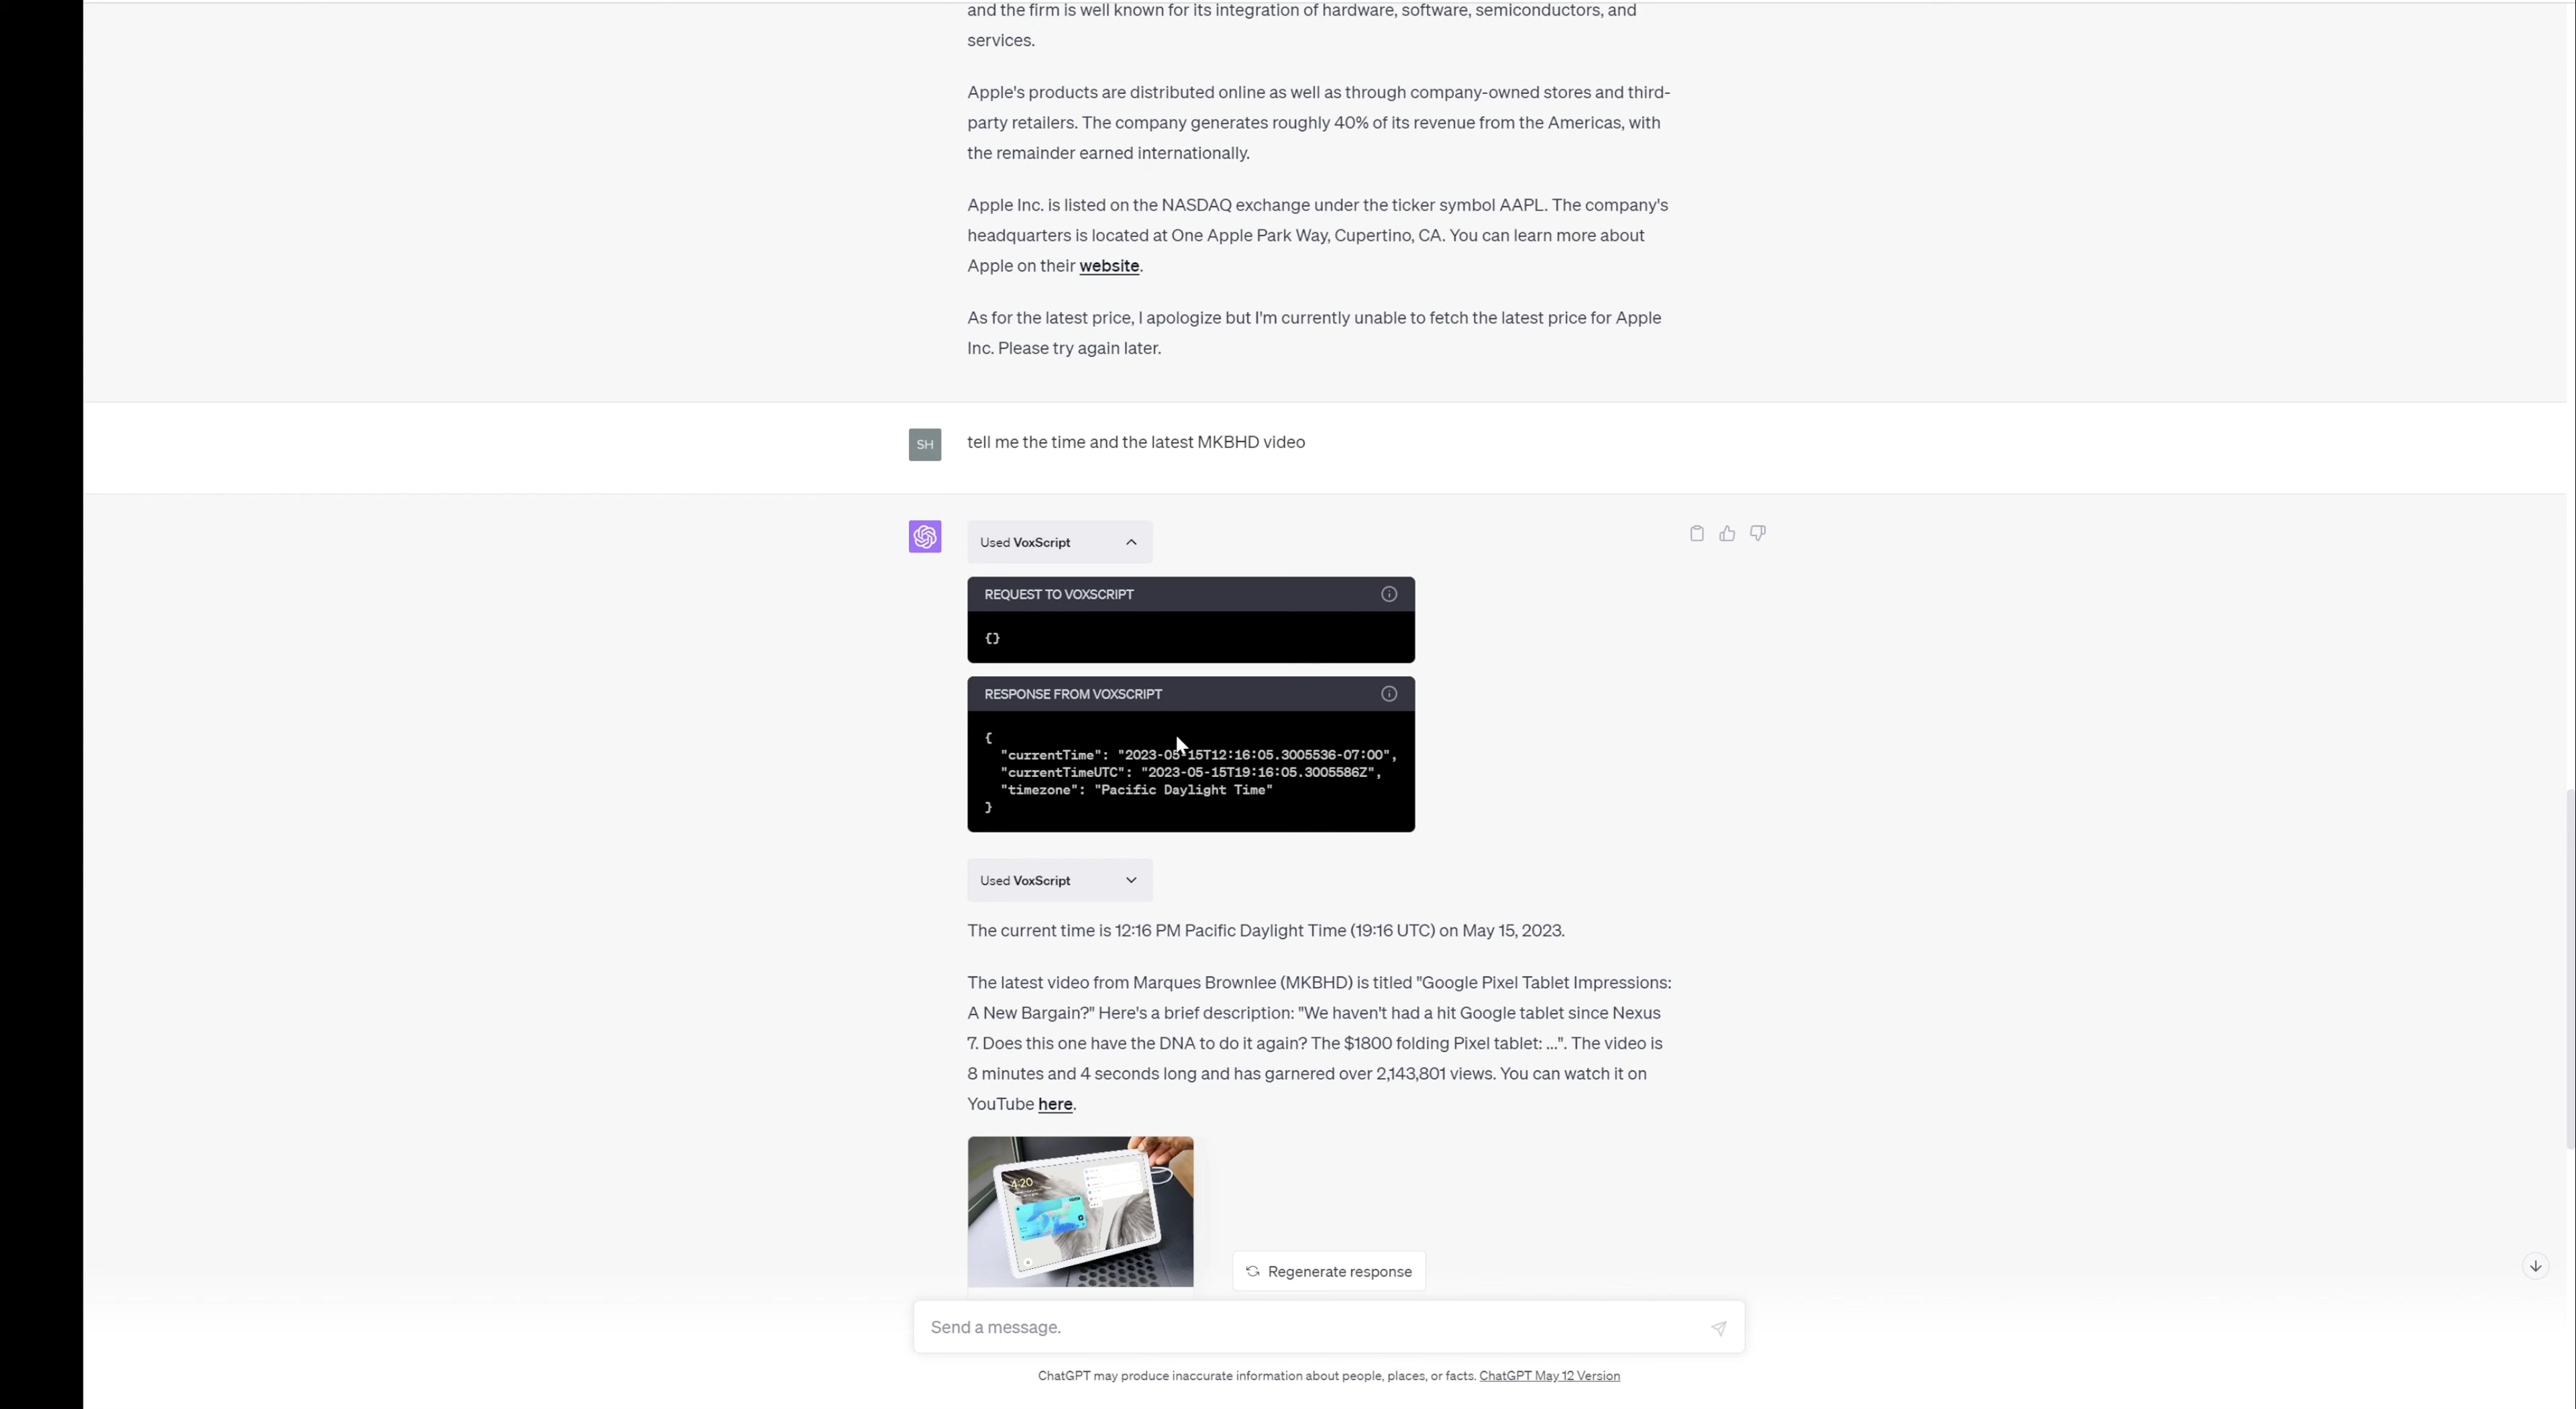 and the firm is well known for its integration of hardware, software, semiconductors, and
services.
Apple's products are distributed online as well as through company-owned stores and third-
party retailers. The company generates roughly 40% of its revenue from the Americas, with
the remainder earned internationally.
Apple Inc. is listed on the NASDAQ exchange under the ticker symbol AAPL. The company's
headquarters is located at One Apple Park Way, Cupertino, CA. You can learn more about
Apple on their website.
As for the latest price, I apologize but I'm currently unable to fetch the latest price for Apple
Inc. Please try again later.
SH
tell me the time and the latest MKBHD video
Used VoxScript
REQUEST TO VOXSCRIPT
{}
RESPONSE FROM VOXSCRIPT
{
"currentTime": "2023-05-15T12:16:05.3005536-07:00",
"currentTimeUTC": "2023-05-15T19:16:05.3005586Z",
"timezone": "Pacific Daylight Time"
}
Used VoxScript
The current time is 12:16 PM Pacific Daylight Time (19:16 UTC) on May 15, 2023.
The latest video from Marques Brownlee (MKBHD) is titled "Google Pixel Tablet Impressions:
A New Bargain?" Here's a brief description: "We haven't had a hit Google tablet since Nexus
7. Does this one have the DNA to do it again? The $1800 folding Pixel tablet: ...". The video is
8 minutes and 4 seconds long and has garnered over 2,143,801 views. You can watch it on
YouTube here.
4:20
Regenerate response
Send a message.
ChatGPT may produce inaccurate information about people, places, or facts. ChatGPT May 12 Version